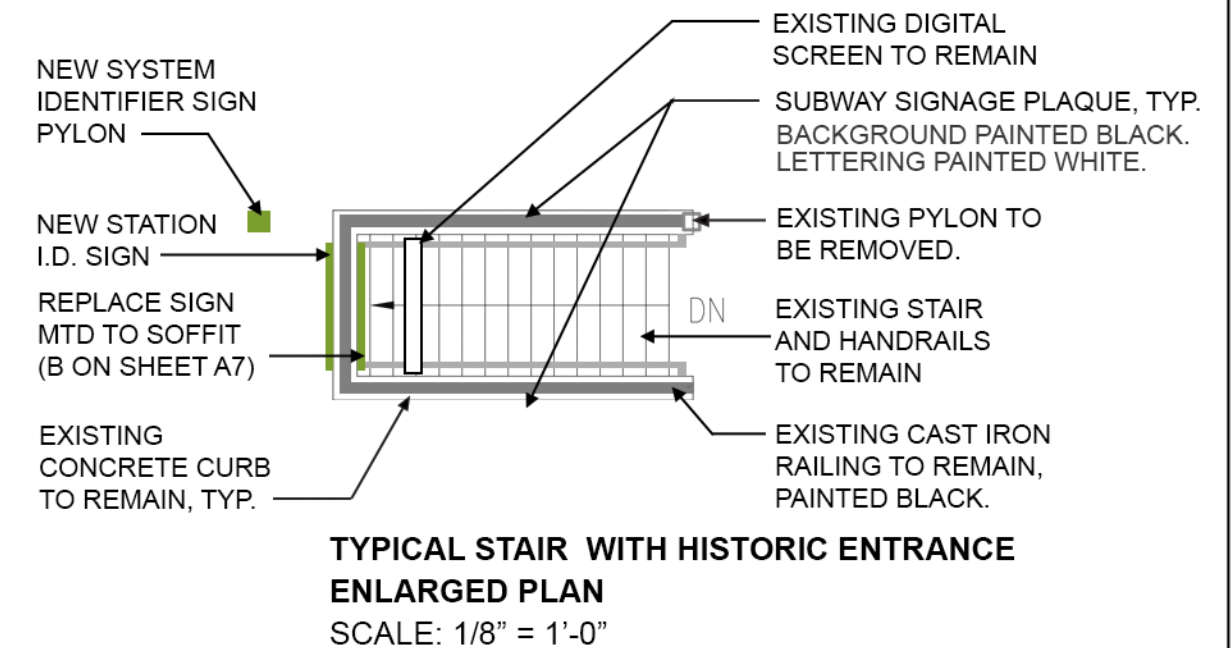 NEW SYSTEM
IDENTIFIER SIGN
PYLON
NEW STATION
I.D. SIGN
REPLACE SIGN
MTD TO SOFFIT
(B ON SHEET A7)
EXISTING
CONCRETE CURB
TO REMAIN, TYP.
EXISTING DIGITAL
SCREEN TO REMAIN
SUBWAY SIGNAGE PLAQUE, TYP.
BACKGROUND PAINTED BLACK.
LETTERING PAINTED WHITE.
EXISTING PYLON TO
BE REMOVED.
DN
EXISTING STAIR
AND HANDRAILS
TO REMAIN
EXISTING CAST IRON
RAILING TO REMAIN,
PAINTED BLACK.
TYPICAL STAIR WITH HISTORIC ENTRANCE
ENLARGED PLAN
SCALE: 1/8” = 1’-0”